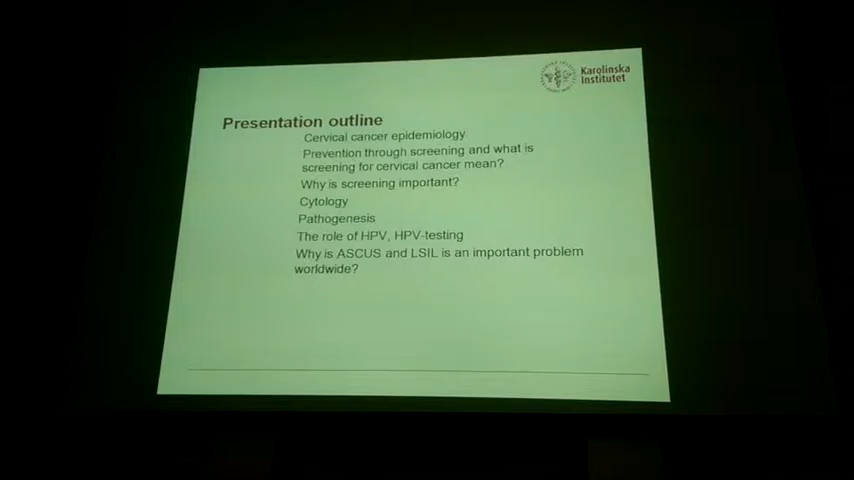 Karolinska
Institutet
Presentation outline
Cervical cancer epidemiology
Prevention through screening and what is
screening for cervical cancer mean?
Why is screening important?
Cytology
Pathogenesis
The role of HPV, HPV-testing
Why is ASCUS and LSIL is an important problem
worldwide?